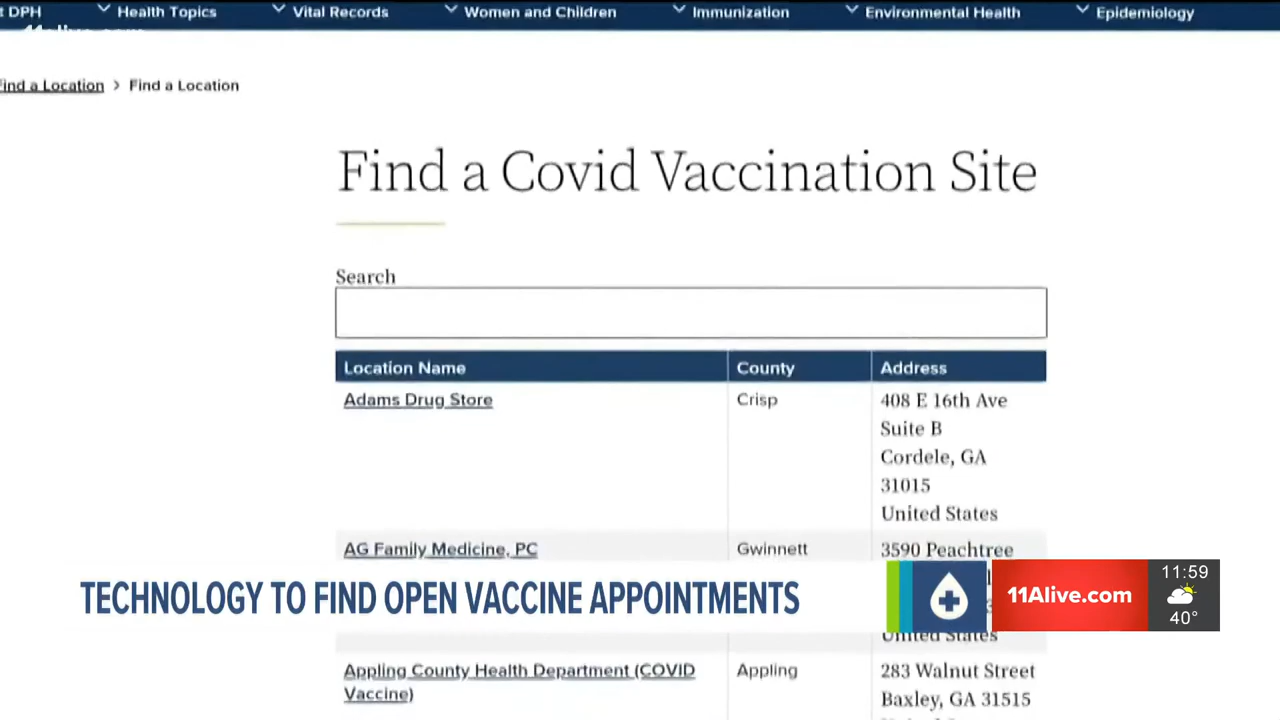 t DPH Health Topics Vital Records Women and Children Immunization Environmental Health Epidemiology
11alive.com
Find a Location > Find a Location
Find a Covid Vaccination Site
Search
Location Name County Address
Adams Drug Store Crisp 408 E 16th Ave
Suite B
Cordele, GA
31015
United States
AG Family Medicine, PC Gwinnett 3590 Peachtree
TECHNOLOGY TO FIND OPEN VACCINE APPOINTMENTS
11Alive.com
11:59
40°
United States
Appling County Health Department (COVID Appling 283 Walnut Street
Vaccine) Baxley, GA 31515